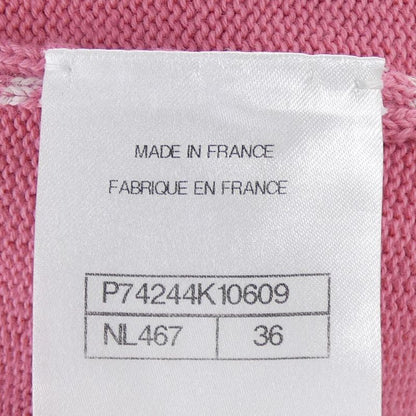 MADE IN FRANCE
FABRIQUE EN FRANCE
P74244K10609
NL467 36